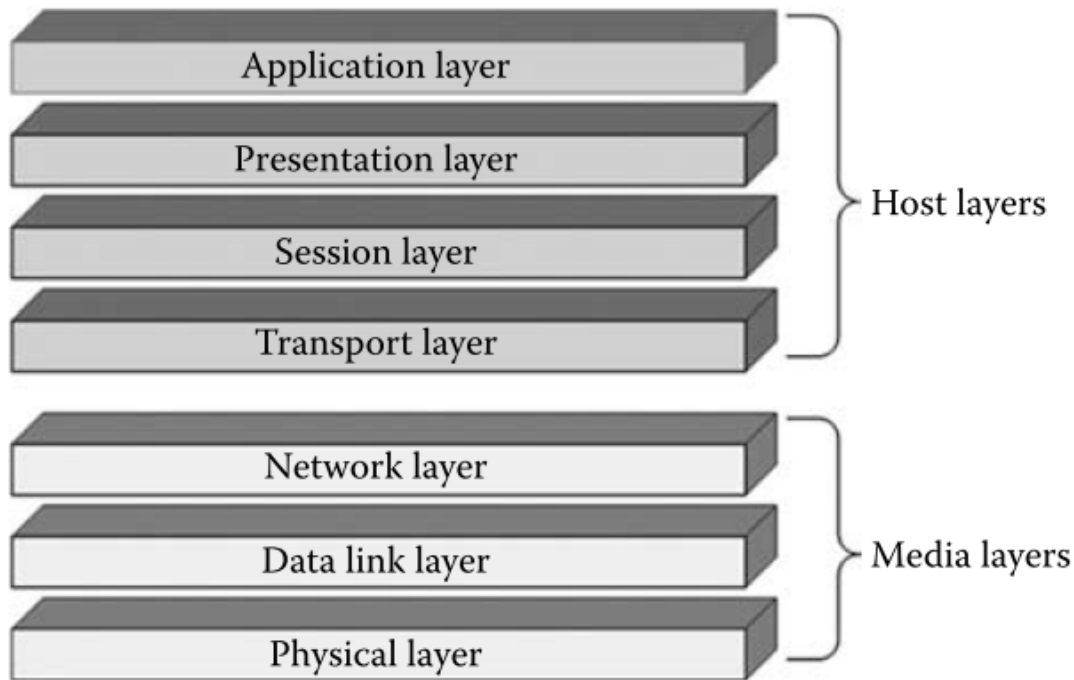 Application layer
Presentation layer
Session layer
Transport layer
Host layers
Network layer
Data link layer
Physical layer
Media layers